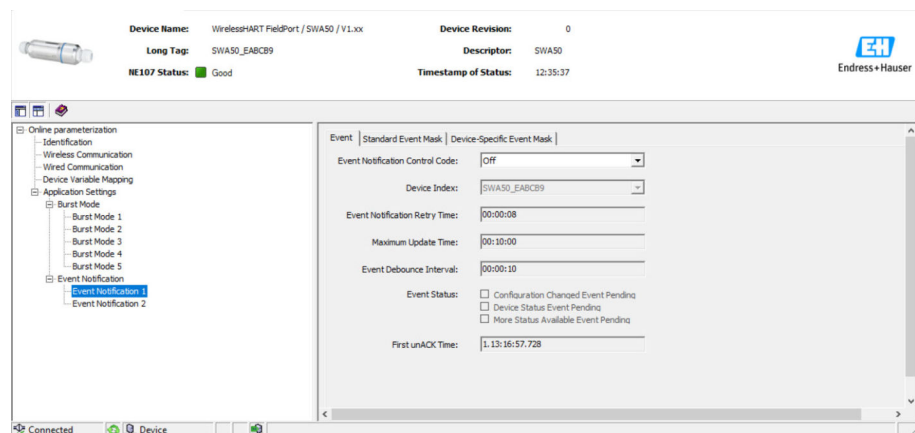 Device Name: WirelessHART FieldPort / SWA50 / V1.xx Device Revision: 0
Long Tag: SWA50_EABCB9 Descriptor: SWA50
NE107 Status: Good Timestamp of Status: 12:35:37
EH
Endress+Hauser
Online parameterization
Identification
Wireless Communication
Wired Communication
Device Variable Mapping
Application Settings
Burst Mode
Burst Mode 1
Burst Mode 2
Burst Mode 3
Burst Mode 4
Burst Mode 5
Event Notification
Event Notification 1
Event Notification 2
Event Standard Event Mask Device-Specific Event Mask
Event Notification Control Code: Off
Device Index: SWA50_EABCB9
Event Notification Retry Time: 00:00:08
Maximum Update Time: 00:10:00
Event Debounce Interval: 00:00:10
Event Status: Configuration Changed Event Pending
Device Status Event Pending
More Status Available Event Pending
First unACK Time: 1.13:16:57.728
Connected Device